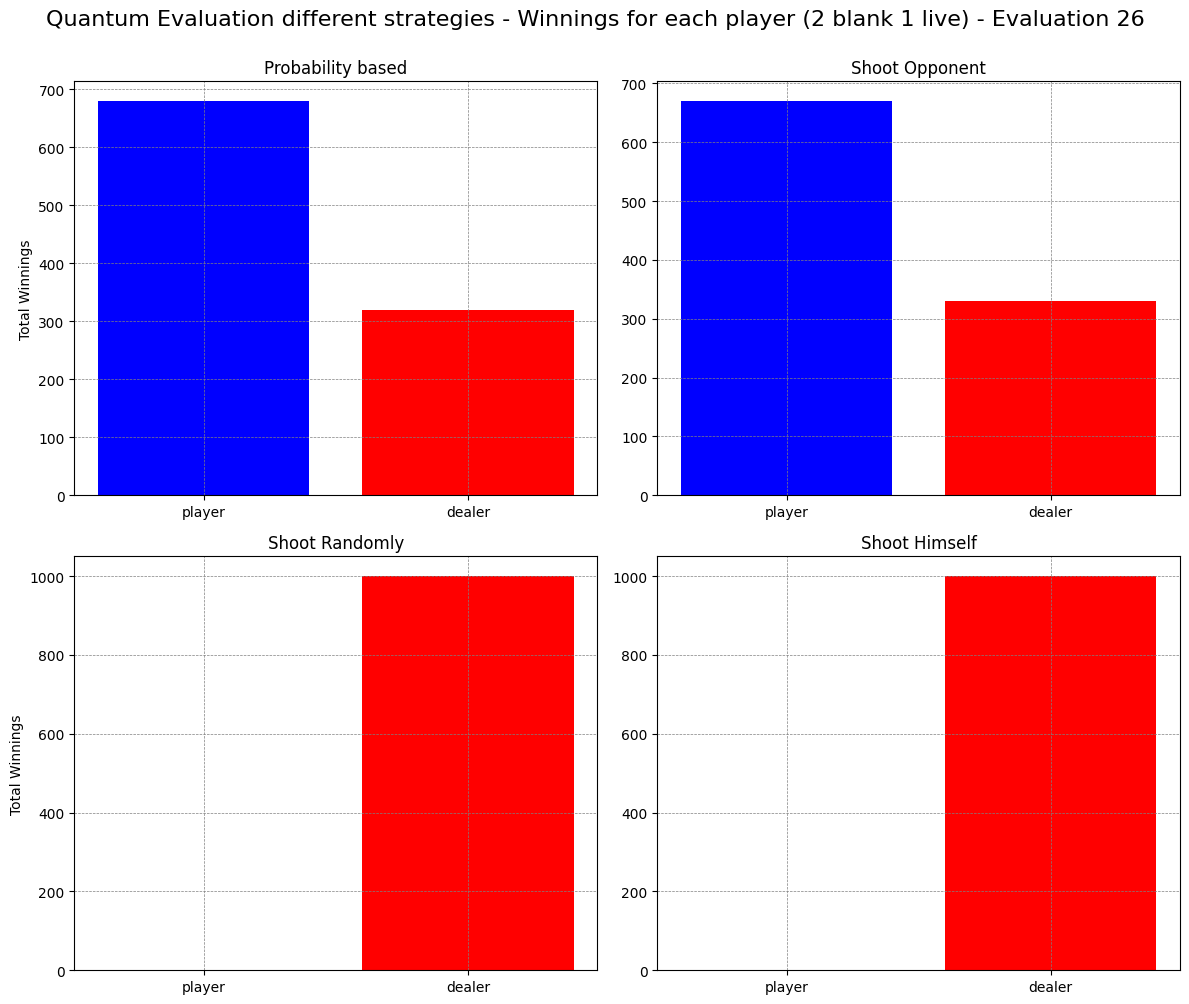 Quantum Evaluation different strategies - Winnings for each player (2 blank 1 live) - Evaluation 26
Probability based
Total Winnings
700
600
500
400
300
200
100
0
player dealer
Shoot Opponent
700
600
500
400
300
200
100
0
player dealer
Shoot Randomly
Total Winnings
1000
800
600
400
200
0
player dealer
Shoot Himself
1000
800
600
400
200
0
player dealer